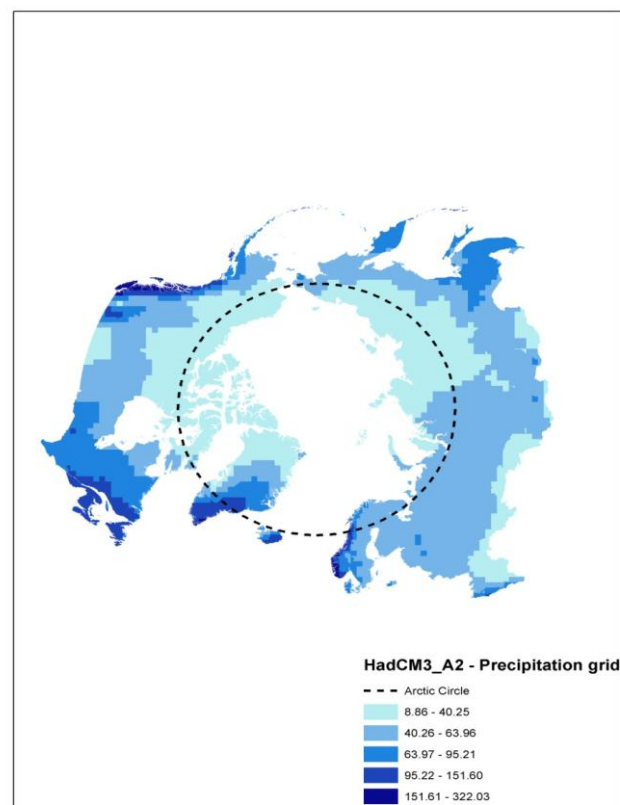 HadCM3_A2 - Precipitation grid
Arctic Circle
8.86 - 40.25
40.26 - 63.96
63.97 - 95.21
95.22 - 151.60
151.61 - 322.03